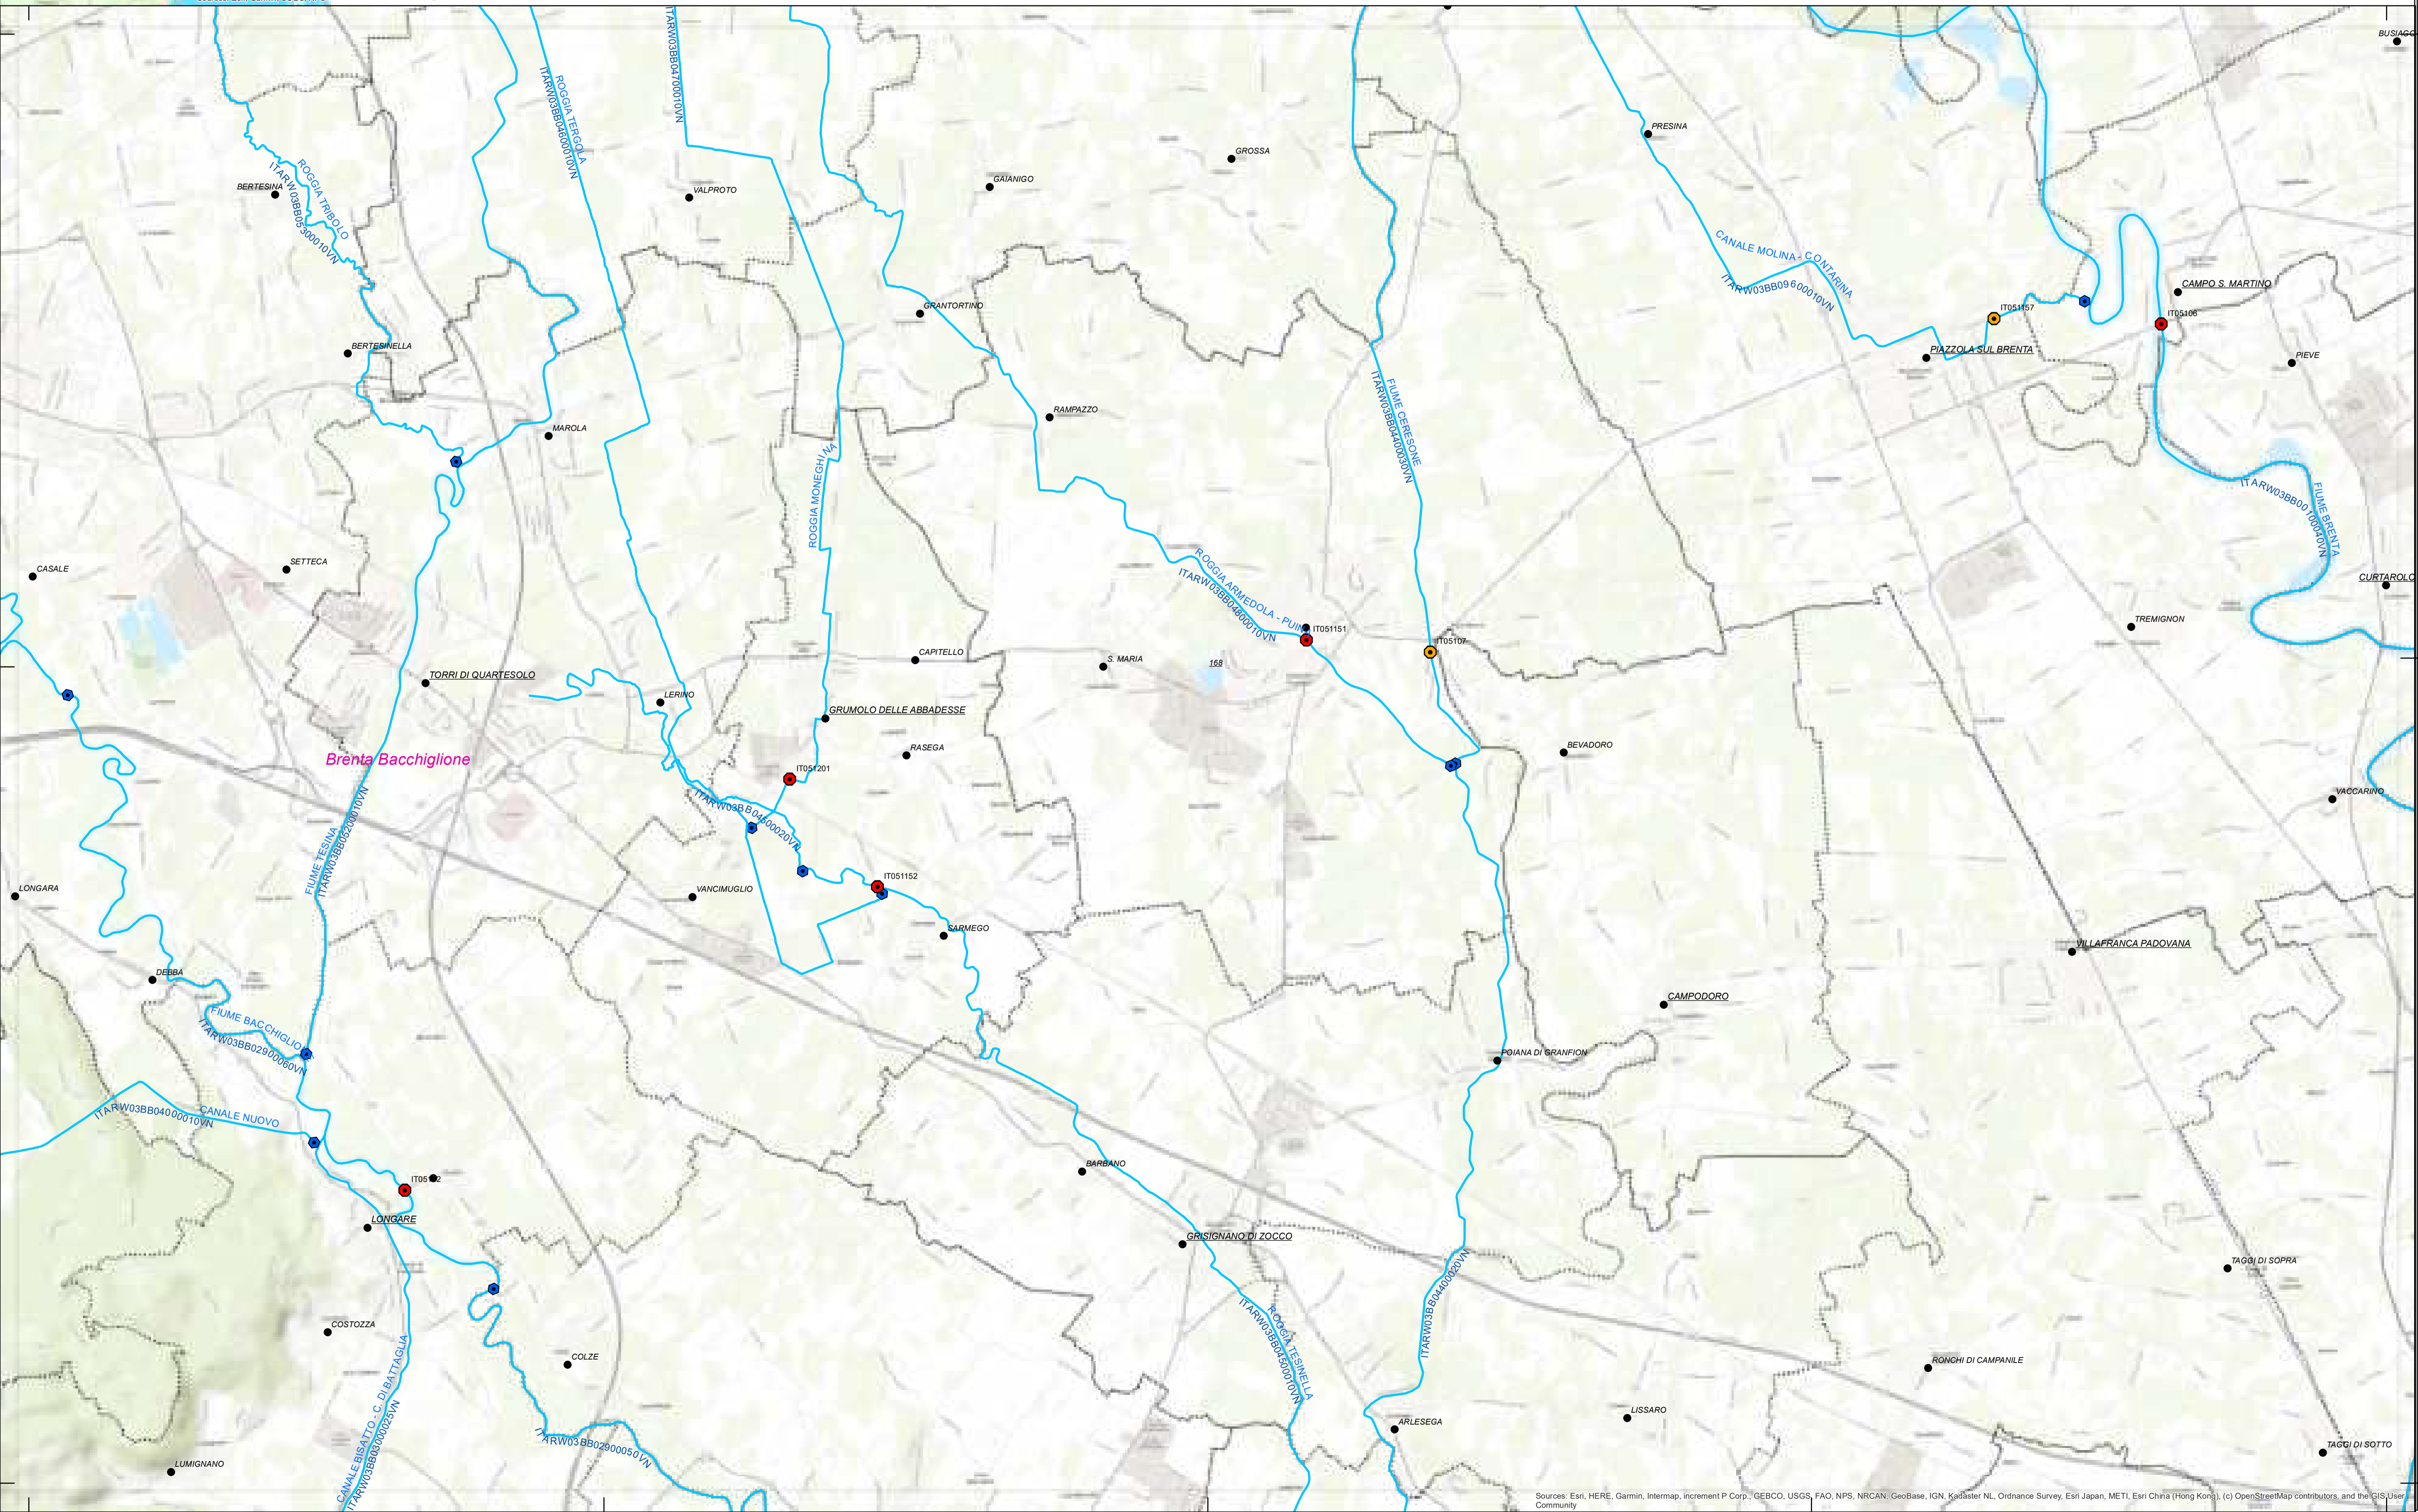 BERTESINA
ROGGIA TRIBOLO
ITARW03BB05300010VN
ROGGIA TERGOLA
ITARW03BB04600010VN
ITARW03BB04700010VN
VALPROTO
GAIANIGO
GROSSA
PRESINA
CANALE MOLINA - CONTARINA
ITARW03BB09600010VN
IT051157
CAMPO S. MARTINO
IT05106
PIAZZOLA SUL BRENTA
PIEVE
BERTESINELLA
GRANTORTINO
MAROLA
RAMPAZZO
FIUME CERESONE
ITARW03BB04400030VN
ROGGIA MONEGHINA
ITARW03BB00100040VN
FIUME BRENTA
CASALE
SETTECA
ROGGIA ARMEDOLA - PUINA
ITARW03BB04800010VN
IT051151
IT05107
CURTAROLO
TREMIGNON
TORRI DI QUARTESOLO
LERINO
CAPITELLO
S. MARIA
168
GRUMOLO DELLE ABBADESSE
RASEGA
BEVADORO
Brenta Bacchiglione
IT051201
ITARW03BB04500020VN
VACCARINO
FIUME TESINA
ITARW03BB05200010VN
LONGARA
VANCIMUGLIO
IT051152
SARMEGO
VILLAFRANCA PADOVANA
DEBBA
CAMPODORO
FIUME BACCHIGLIONE
ITARW03BB02900060VN
POIANA DI GRANFION
ITARW03BB04000010VN
CANALE NUOVO
BARBANO
LONGARE
GRISIGNANO DI ZOCCO
TAGGI DI SOPRA
COSTOZZA
COLZE
ITARW03BB04400020VN
ROGGIA TESINELLA
ITARW03BB04500010VN
RONCHI DI CAMPANILE
CANALE BISATTO - C. DI BATTAGLIA
ITARW03BB03000025VN
ITARW03BB02900050VN
ARLESEGA
LISSARO
LUMIGNANO
TAGGI DI SOTTO
Sources: Esri, HERE, Garmin, Intermap, increment P Corp., GEBCO, USGS, FAO, NPS, NRCAN, GeoBase, IGN, Kadaster NL, Ordnance Survey, Esri Japan, METI, Esri China (Hong Kong), (c) OpenStreetMap contributors, and the GIS User
Community